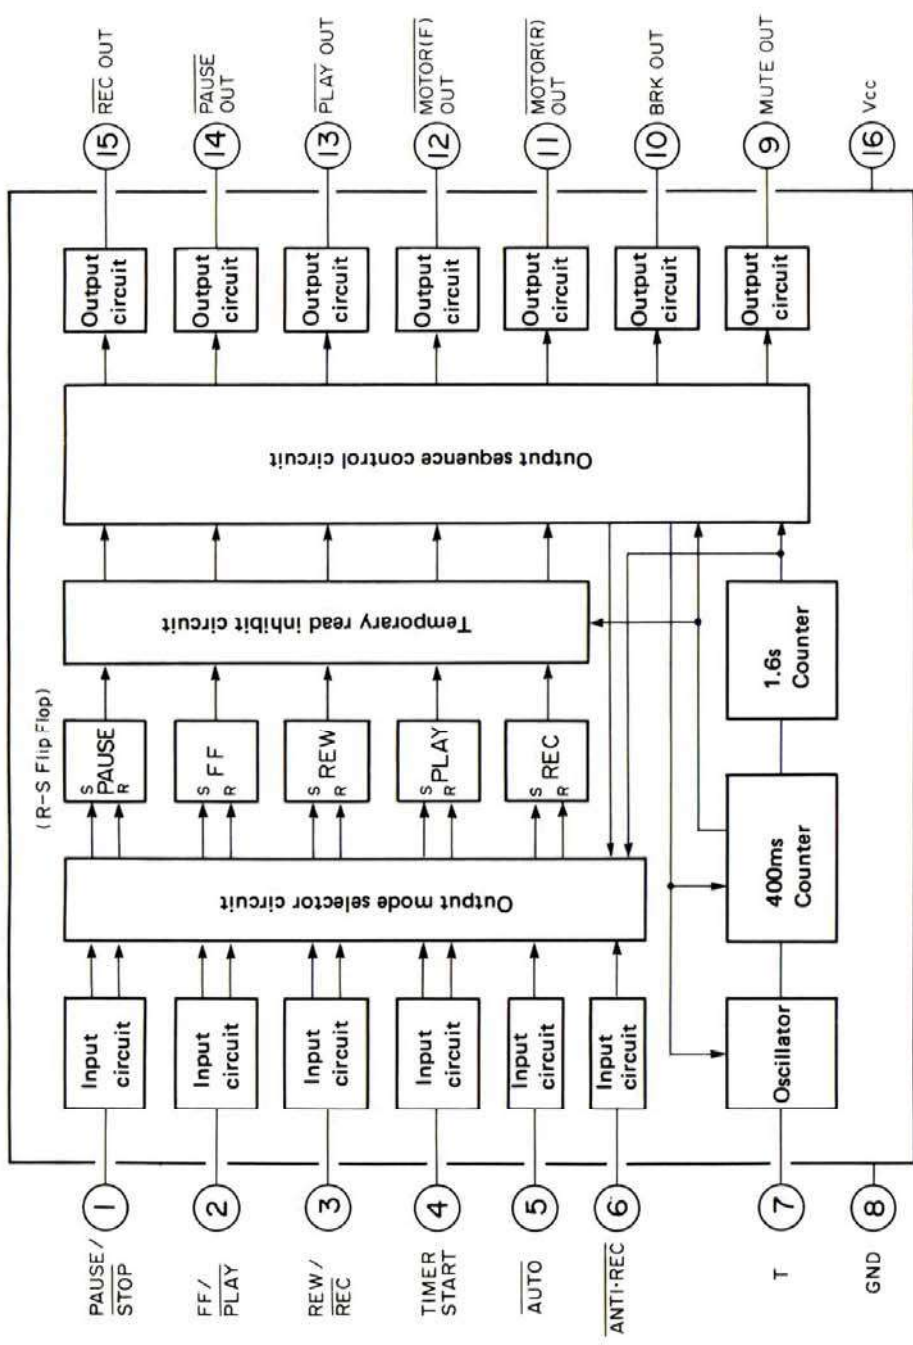 (R-S Flip Flop)
PAUSE/
STOP
1
Input
circuit
S
PAUSE
R
Output
circuit
15
REC OUT
FF/
PLAY
2
Input
circuit
S
FF
R
Output
circuit
14
PAUSE
OUT
REW/
REC
3
Input
circuit
S
REW
R
Output
circuit
13
PLAY OUT
TIMER
START
4
Input
circuit
S
PLAY
R
Output
circuit
12
MOTOR(F)
OUT
AUTO
5
Input
circuit
S
REC
R
Output
circuit
11
MOTOR(R)
OUT
ANTI·REC
6
Input
circuit
Output
circuit
10
BRK OUT
Output mode selector circuit
Temporary read inhibit circuit
Output sequence control circuit
T
7
Oscillator
400ms
Counter
1.6s
Counter
Output
circuit
9
MUTE OUT
GND
8
16
Vcc